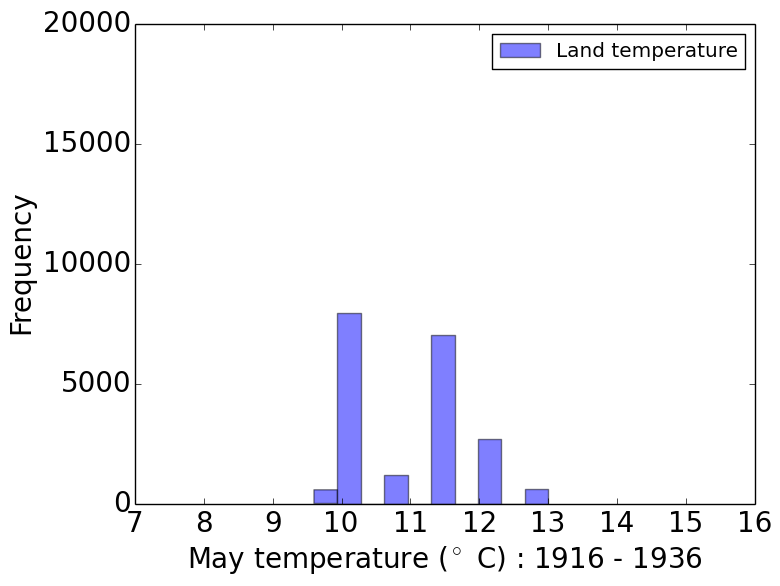 20000
Land temperature
15000
Frequency
10000
5000
0
7 8 9 10 11 12 13 14 15 16
May temperature (° C) : 1916 - 1936